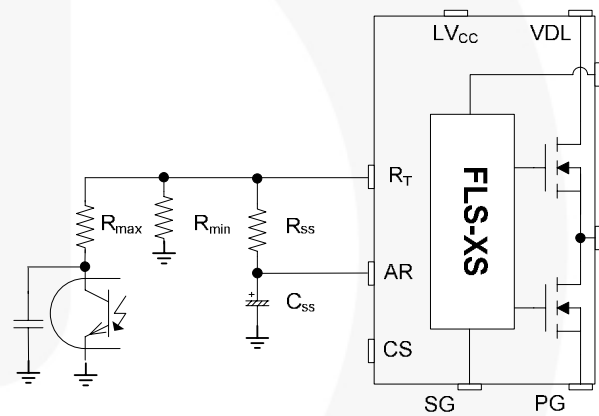 LVCC VDL
RT
Rmax Rmin Rss
FLS-XS
AR
+
Css
CS
SG PG